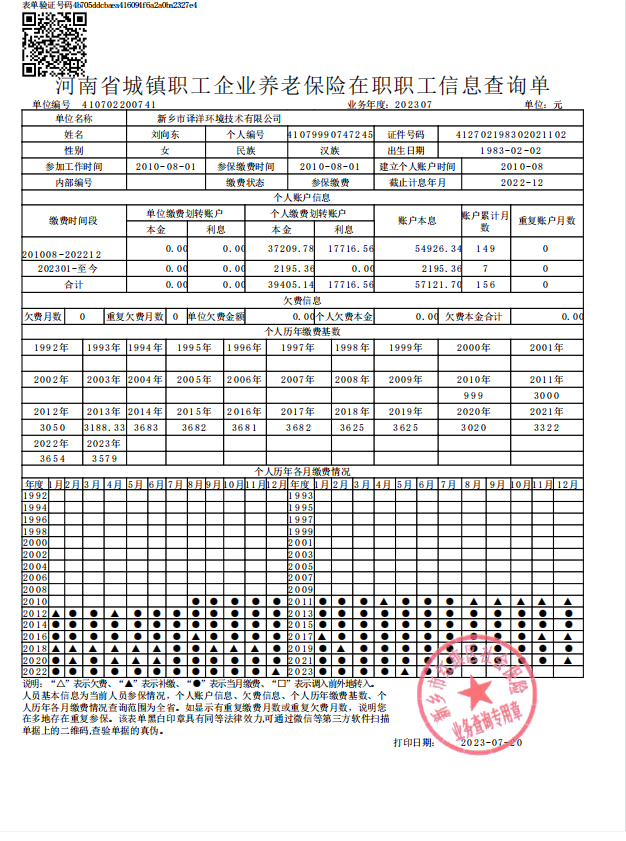 表单验证号码4b705ddcbaea416094f6a2a0ba2327e4
河南省城镇职工企业养老保险在职职工信息查询单
单位编号 410702200741 业务年度：202307 单位：元
单位名称 新乡市译洋环境技术有限公司
姓名 刘向东 个人编号 41079990747245 证件号码 412702198302021102
性别 女 民族 汉族 出生日期 1983-02-02
参加工作时间 2010-08-01 参保缴费时间 2010-08-01 建立个人账户时间 2010-08
内部编号 缴费状态 参保缴费 截止计息年月 2022-12
个人账户信息
缴费时间段 单位缴费划转账户 个人缴费划转账户 账户本息 账户累计月数 重复账户月数
本金 利息 本金 利息
201008-202212 0.00 0.00 37209.78 17716.56 54926.34 149 0
202301-至今 0.00 0.00 2195.36 0.00 2195.36 7 0
合计 0.00 0.00 39405.14 17716.56 57121.70 156 0
欠费信息
欠费月数 0 重复欠费月数 0 单位欠费金额 0.00 个人欠费本金 0.00 欠费本金合计 0.00
个人历年缴费基数
1992年 1993年 1994年 1995年 1996年 1997年 1998年 1999年 2000年 2001年
2002年 2003年 2004年 2005年 2006年 2007年 2008年 2009年 2010年 2011年
999 3000
2012年 2013年 2014年 2015年 2016年 2017年 2018年 2019年 2020年 2021年
3050 3188.33 3683 3682 3681 3682 3625 3625 3020 3322
2022年 2023年
3654 3579
个人历年各月缴费情况
年度 1月 2月 3月 4月 5月 6月 7月 8月 9月 10月 11月 12月 年度 1月 2月 3月 4月 5月 6月 7月 8月 9月 10月 11月 12月
1992 1993
1994 1995
1996 1997
1998 1999
2000 2001
2002 2003
2004 2005
2006 2007
2008 2009
2010 ● ● ● ● ● 2011 ● ● ● ▲ ● ● ● ▲ ▲ ▲ ▲ ▲
2012 ▲ ● ● ▲ ● ● ● ● ● ● ● ● 2013 ● ● ● ● ● ● ● ● ● ● ● ●
2014 ● ● ● ● ● ● ● ● ● ● ● ● 2015 ● ● ● ● ● ● ● ● ● ● ● ●
2016 ● ● ● ● ● ● ● ▲ ● ● ● ● 2017 ▲ ● ● ● ● ● ● ● ● ● ▲ ▲
2018 ▲ ▲ ▲ ▲ ▲ ▲ ● ● ▲ ▲ ▲ ● 2019 ● ▲ ● ● ● ● ● ● ● ● ● ●
2020 ● ▲ ● ▲ ▲ ▲ ● ● ● ● ● ● 2021 ● ● ● ● ● ● ● ● ● ● ● ▲
2022 ● ● ● ● ● ● ● ● ● ● ● ● 2023 ● ● ● ● ▲ ● ●
说明：“△”表示欠费、“▲”表示补缴、“●”表示当月缴费、“□”表示调入前外地转入。
人员基本信息为当前人员参保情况，个人账户信息、欠费信息、个人历年缴费基数、个
人历年各月缴费情况查询范围为全省。如显示有重复缴费月数或重复欠费月数，说明您
在多地存在重复参保。该表单黑白印章具有同等法律效力,可通过微信等第三方软件扫描
单据上的二维码,查验单据的真伪。
打印日期： 2023-07-20
业务查询专用章